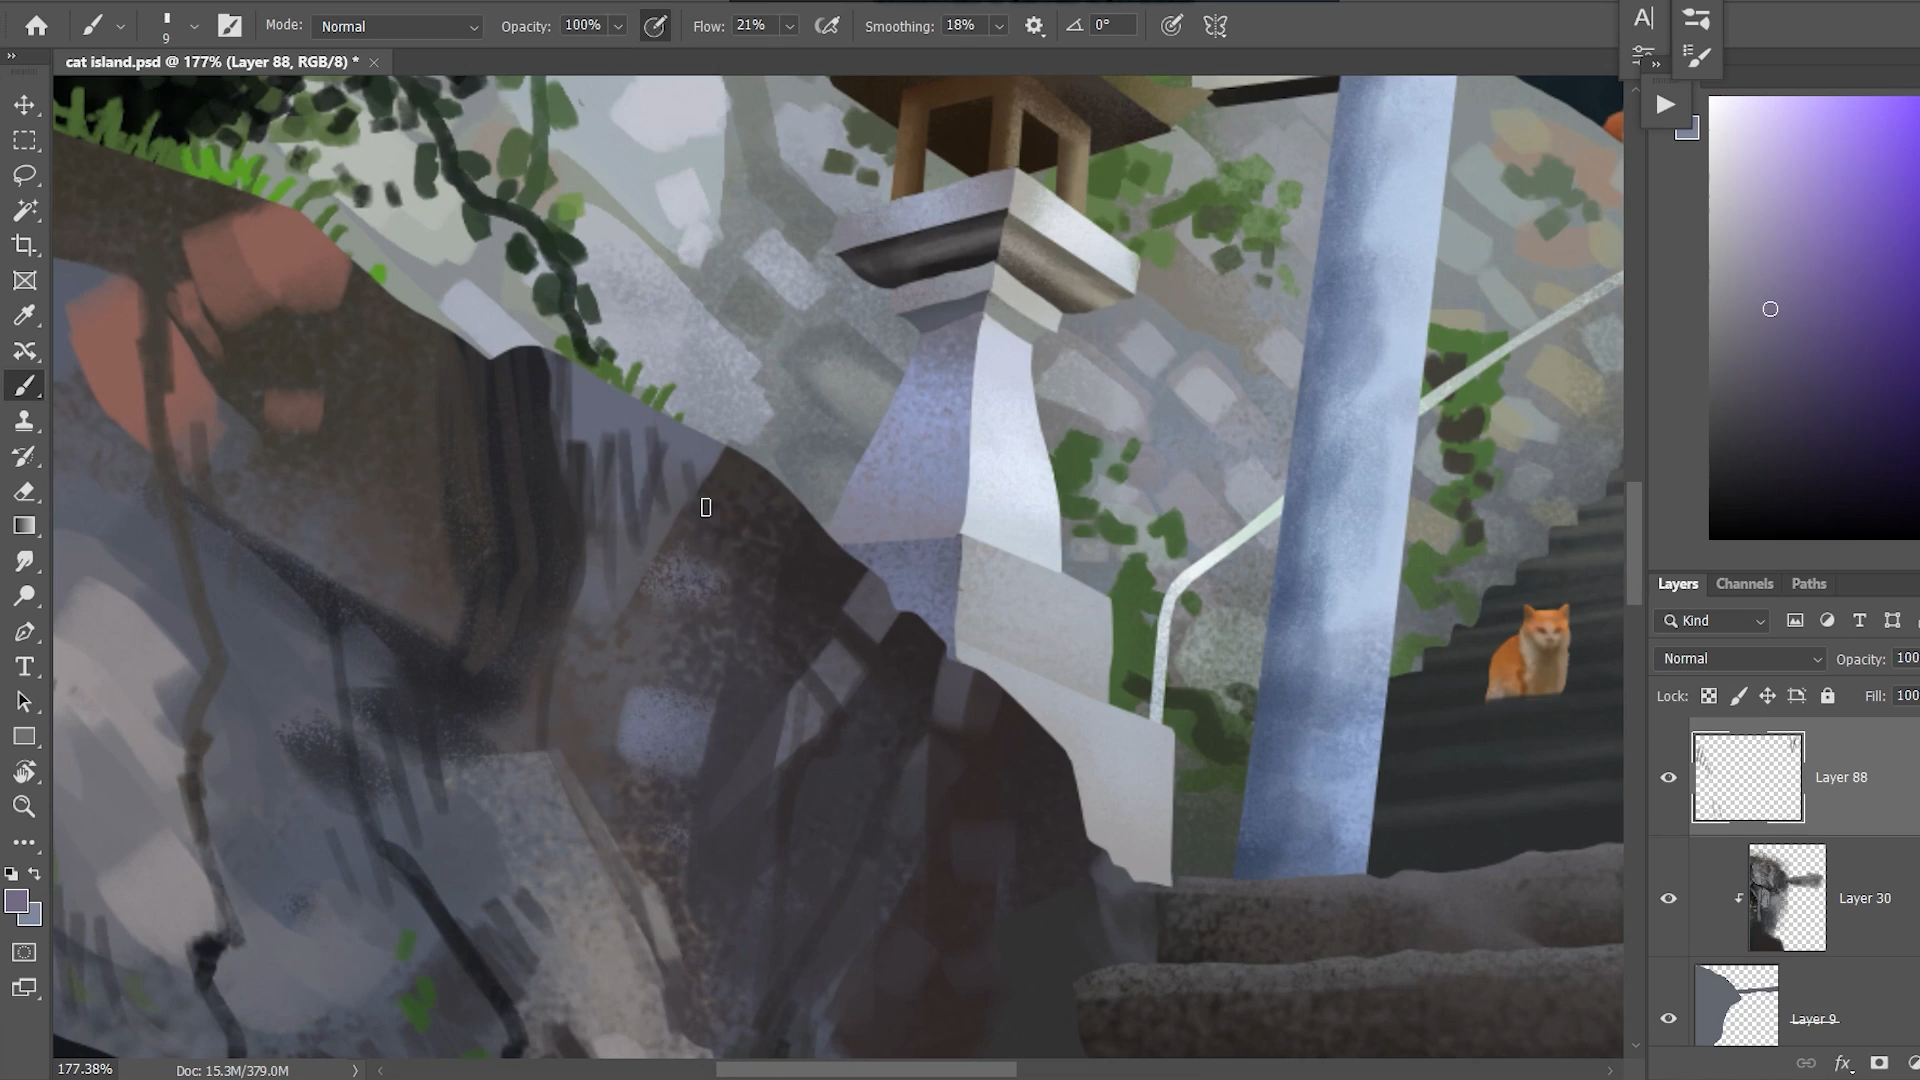 9
Mode: Normal
Opacity: 100%
Flow: 21%
Smoothing: 18%
0°
A|
cat island.psd @ 177% (Layer 88, RGB/8) *
Layers Channels Paths
Kind
T
Normal Opacity: 100
Lock: Fill: 100
Layer 88
Layer 30
Layer 9
fx
T
177.38% Doc: 15.3M/379.0M